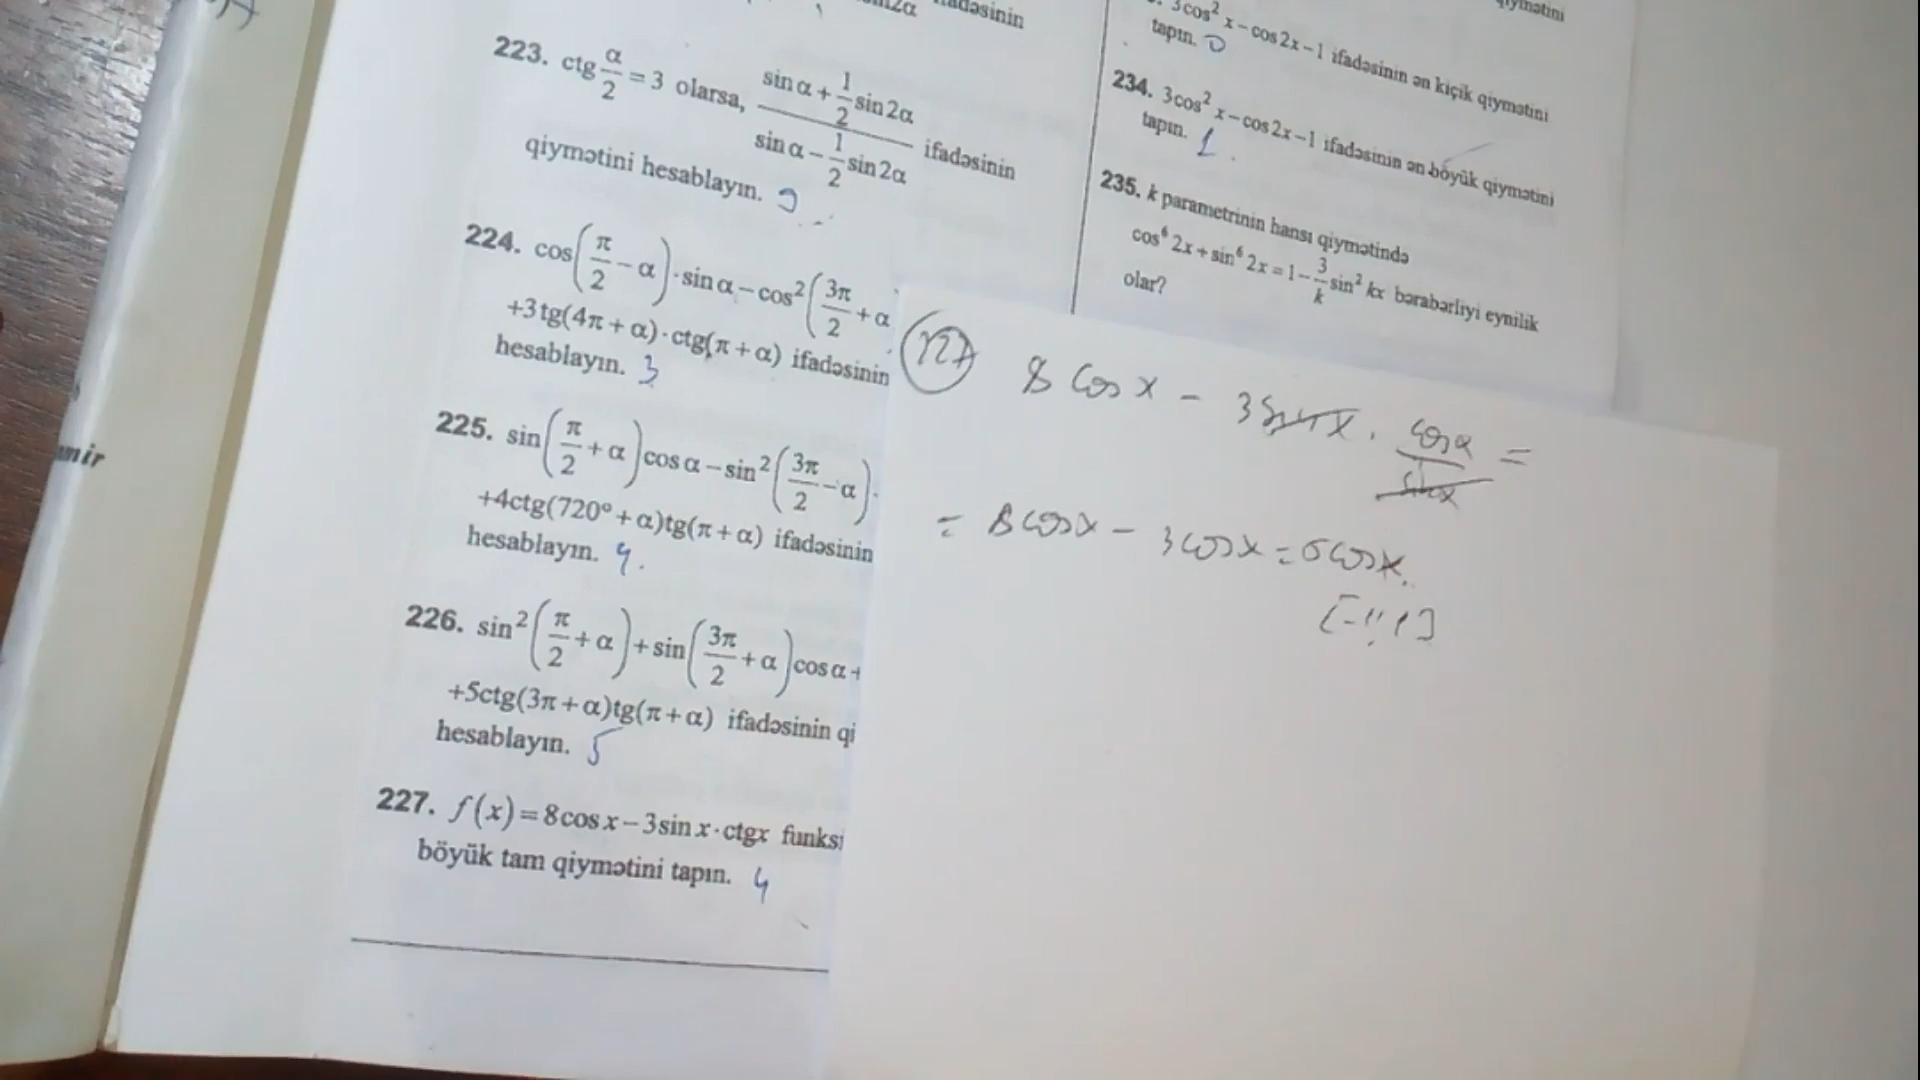 223. ctg α/2 = 3 olarsa, (sin α + 1/2 sin 2α)/(sin α − 1/2 sin 2α) ifadəsinin
qiymətini hesablayın. 9
224. cos(π/2 − α)·sin α − cos²(3π/2 + α
+3tg(4π + α)·ctg(π + α) ifadəsinin
hesablayın. 3
225. sin(π/2 + α)cos α − sin²(3π/2 − α)
+4ctg(720° + α)tg(π + α) ifadəsinin
hesablayın. 4.
226. sin²(π/2 + α) + sin(3π/2 + α)cos α +
+5ctg(3π + α)tg(π + α) ifadəsinin qi
hesablayın. 5
227. f(x) = 8cos x − 3sin x·ctgx funksi
böyük tam qiymətini tapın. 4
ifadəsinin
qiymətini
3cos² x − cos 2x − 1 ifadəsinin ən kiçik qiymətini
tapın. 0
234. 3cos² x − cos 2x − 1 ifadəsinin ən böyük qiymətini
tapın. 1.
235. k parametrinin hansı qiymətində
cos⁶ 2x + sin⁶ 2x = 1 − 3/k sin² kx bərabərliyi eynilik
olar?
8 cos x − 3 sin x · cos x / sin x =
= 8 cos x − 3 cos x = 5 cos x.
[-1; 1]